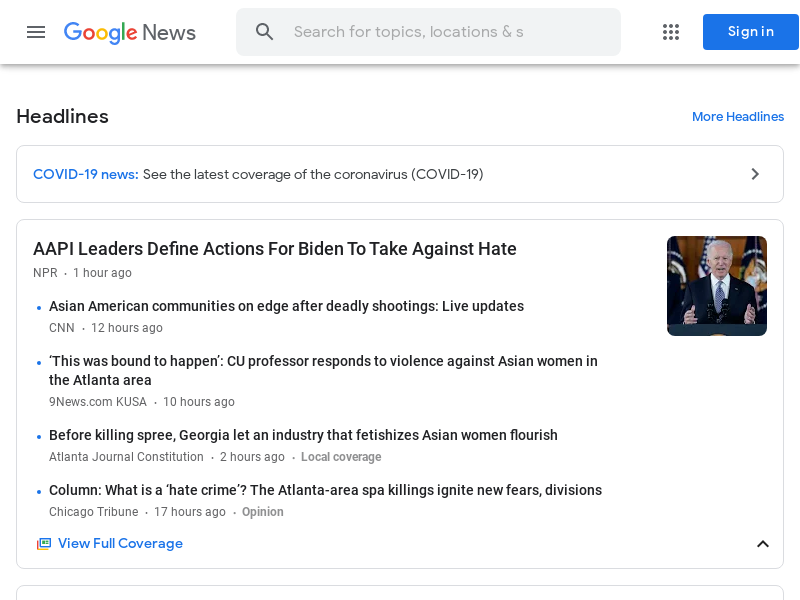 Google News
Search for topics, locations & s
Sign in
Headlines
More Headlines
COVID-19 news: See the latest coverage of the coronavirus (COVID-19)
AAPI Leaders Define Actions For Biden To Take Against Hate
NPR · 1 hour ago
Asian American communities on edge after deadly shootings: Live updates
CNN · 12 hours ago
‘This was bound to happen’: CU professor responds to violence against Asian women in
the Atlanta area
9News.com KUSA · 10 hours ago
Before killing spree, Georgia let an industry that fetishizes Asian women flourish
Atlanta Journal Constitution · 2 hours ago · Local coverage
Column: What is a ‘hate crime’? The Atlanta-area spa killings ignite new fears, divisions
Chicago Tribune · 17 hours ago · Opinion
View Full Coverage